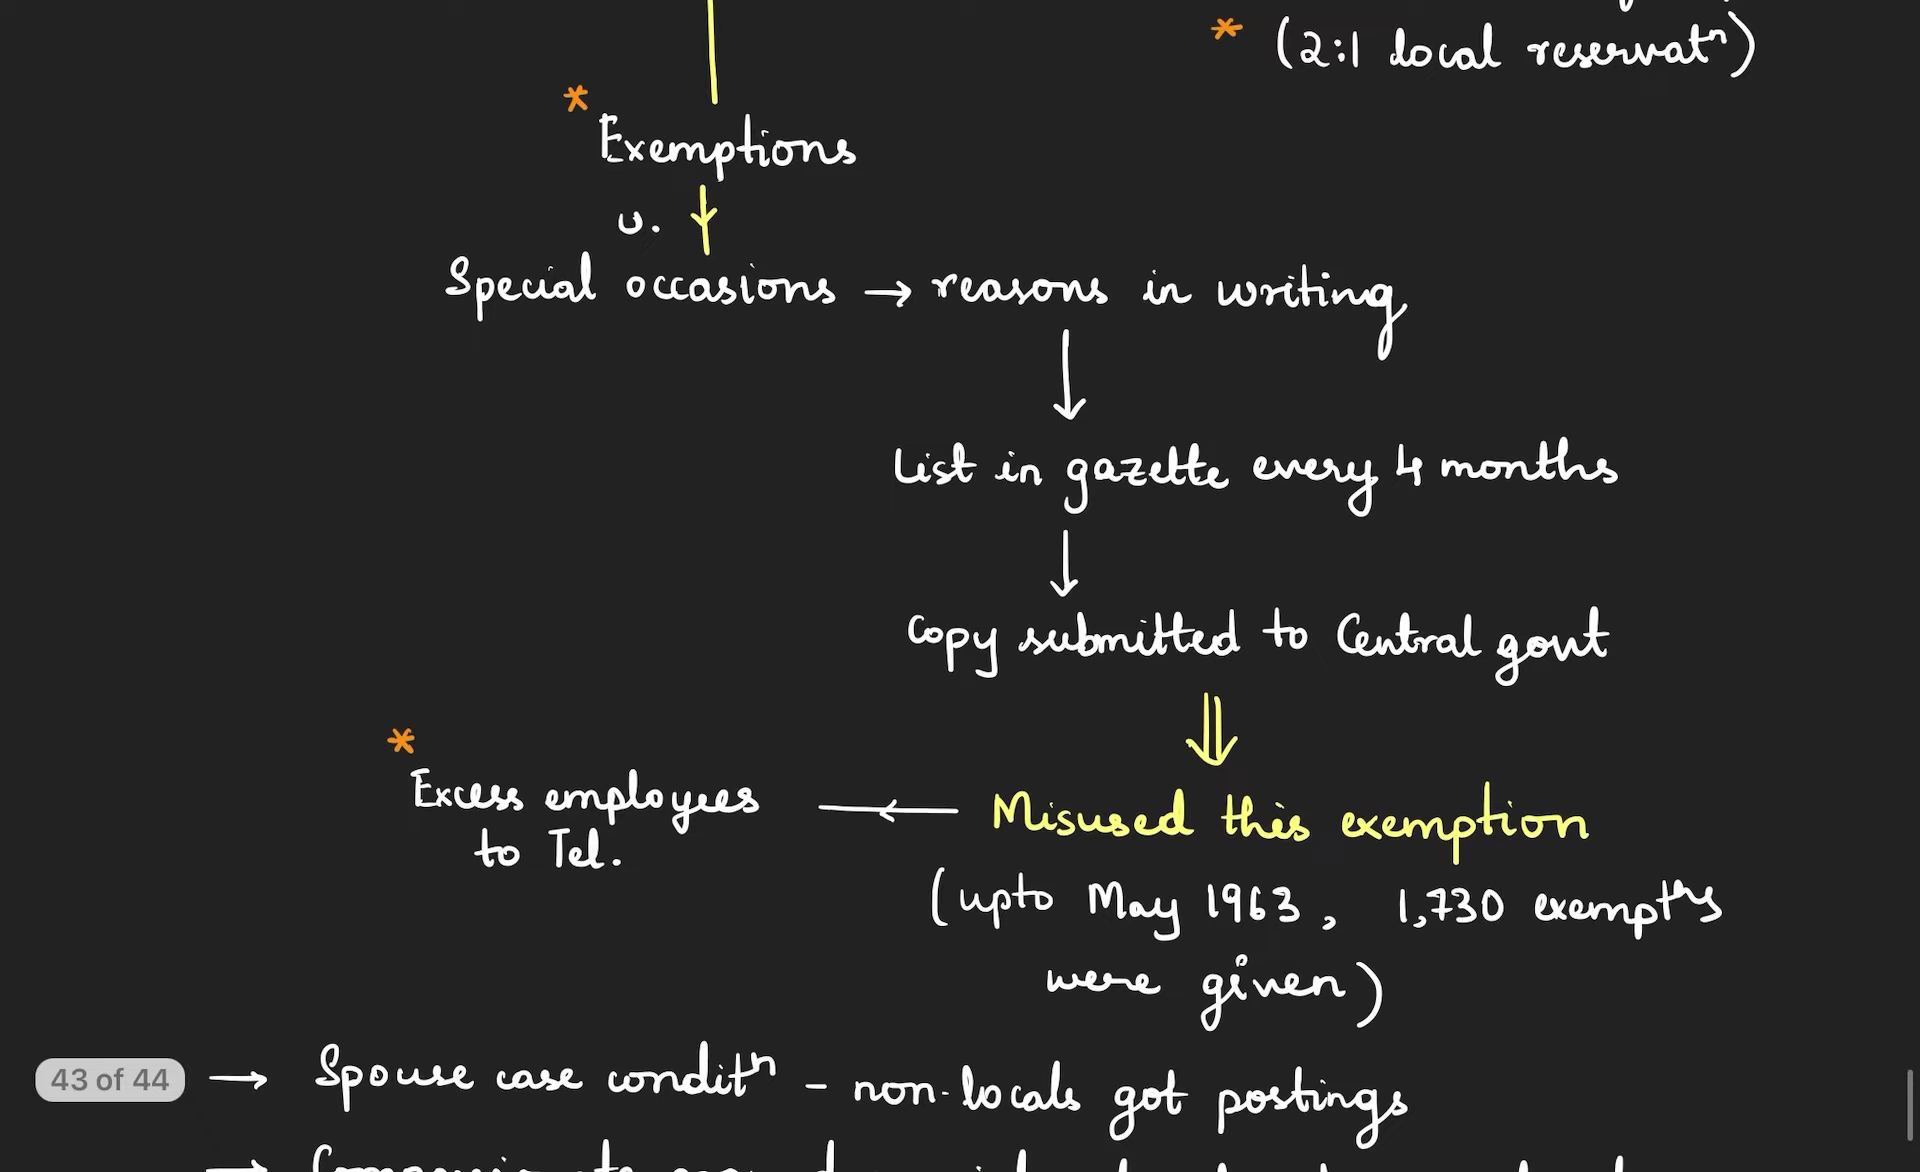 * (2:1 local reservatⁿ)
* Exemptions
u.
Special occasions → reasons in writing
↓
List in gazette every 4 months
↓
Copy submitted to Central govt
⇓
* Excess employees ← Misused this exemption
to Tel.
(upto May 1963, 1,730 exemptⁿs
were given)
43 of 44 → Spouse case conditⁿ - non-locals got postings
→